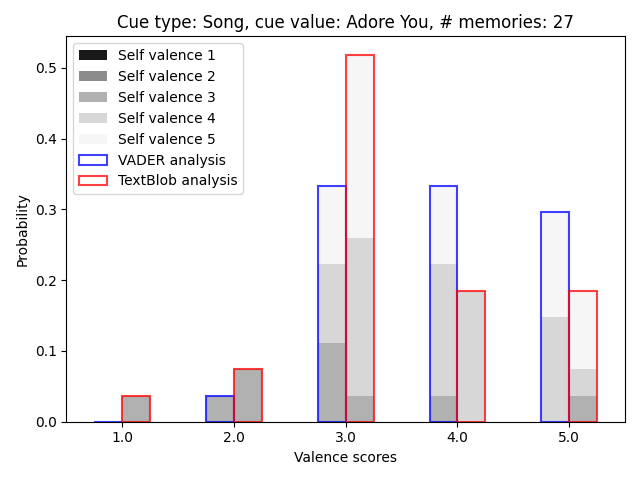 Cue type: Song, cue value: Adore You, # memories: 27
Self valence 1
Self valence 2
Self valence 3
Self valence 4
Self valence 5
VADER analysis
TextBlob analysis
Probability
0.5
0.4
0.3
0.2
0.1
0.0
1.0 2.0 3.0 4.0 5.0
Valence scores